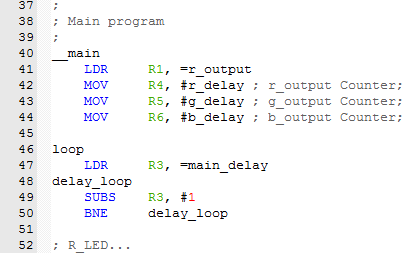 37 ;
38 ; Main program
39 ;
40 __main
41 LDR R1, =r_output
42 MOV R4, #r_delay ; r_output Counter;
43 MOV R5, #g_delay ; g_output Counter;
44 MOV R6, #b_delay ; b_output Counter;
45
46 loop
47 LDR R3, =main_delay
48 delay_loop
49 SUBS R3, #1
50 BNE delay_loop
51
52 ; R_LED...